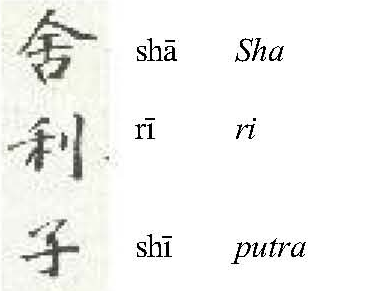 舍 shā Sha
利 rī ri
子 shī putra